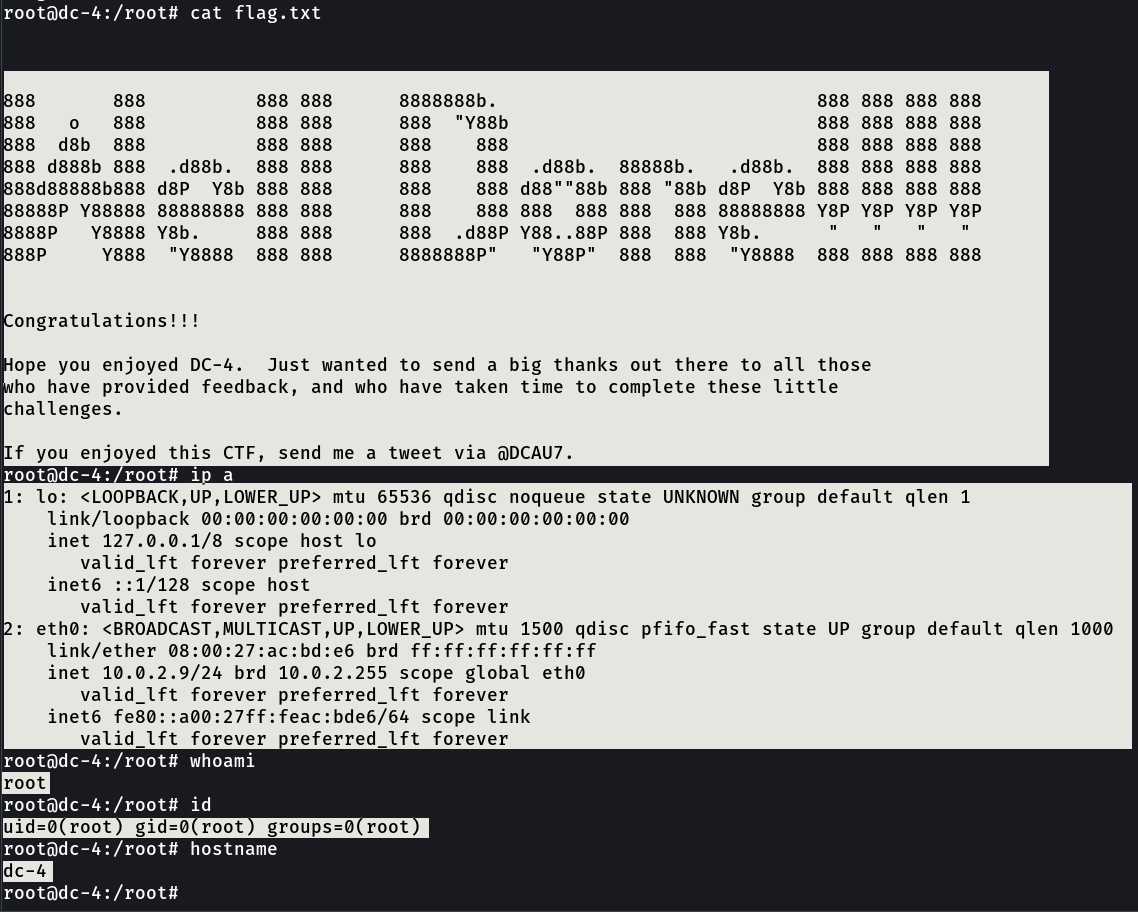 root@dc-4:/root# cat flag.txt
888       888          888 888      8888888b.                             888 888 888 888
888   o   888          888 888      888  "Y88b                            888 888 888 888
888  d8b  888          888 888      888    888                            888 888 888 888
888 d888b 888  .d88b.  888 888      888    888  .d88b.  88888b.   .d88b.  888 888 888 888
888d88888b888 d8P  Y8b 888 888      888    888 d88""88b 888 "88b d8P  Y8b 888 888 888 888
88888P Y88888 88888888 888 888      888    888 888  888 888  888 88888888 Y8P Y8P Y8P Y8P
8888P   Y8888 Y8b.     888 888      888  .d88P Y88..88P 888  888 Y8b.      "   "   "   "
888P     Y888  "Y8888  888 888      8888888P"   "Y88P"  888  888  "Y8888  888 888 888 888
Congratulations!!!
Hope you enjoyed DC-4.  Just wanted to send a big thanks out there to all those
who have provided feedback, and who have taken time to complete these little
challenges.
If you enjoyed this CTF, send me a tweet via @DCAU7.
root@dc-4:/root# ip a
1: lo: <LOOPBACK,UP,LOWER_UP> mtu 65536 qdisc noqueue state UNKNOWN group default qlen 1
    link/loopback 00:00:00:00:00:00 brd 00:00:00:00:00:00
    inet 127.0.0.1/8 scope host lo
       valid_lft forever preferred_lft forever
    inet6 ::1/128 scope host
       valid_lft forever preferred_lft forever
2: eth0: <BROADCAST,MULTICAST,UP,LOWER_UP> mtu 1500 qdisc pfifo_fast state UP group default qlen 1000
    link/ether 08:00:27:ac:bd:e6 brd ff:ff:ff:ff:ff:ff
    inet 10.0.2.9/24 brd 10.0.2.255 scope global eth0
       valid_lft forever preferred_lft forever
    inet6 fe80::a00:27ff:feac:bde6/64 scope link
       valid_lft forever preferred_lft forever
root@dc-4:/root# whoami
root
root@dc-4:/root# id
uid=0(root) gid=0(root) groups=0(root)
root@dc-4:/root# hostname
dc-4
root@dc-4:/root#